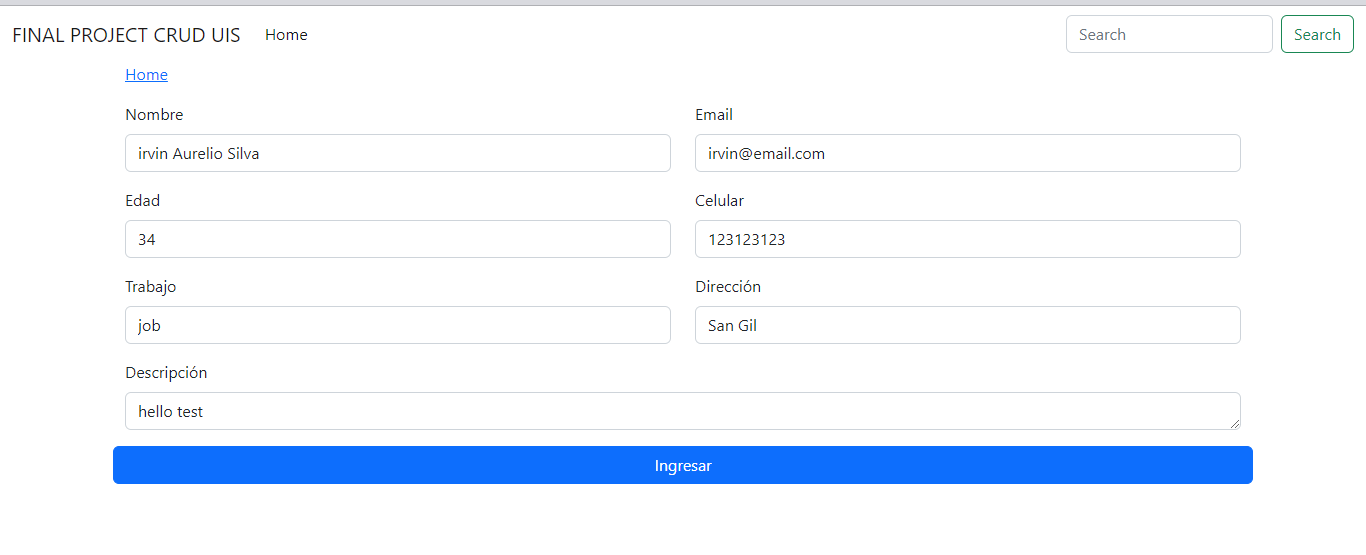 FINAL PROJECT CRUD UIS Home Search Search
Home
Nombre Email
irvin Aurelio Silva irvin@email.com
Edad Celular
34 123123123
Trabajo Dirección
job San Gil
Descripción
hello test
Ingresar